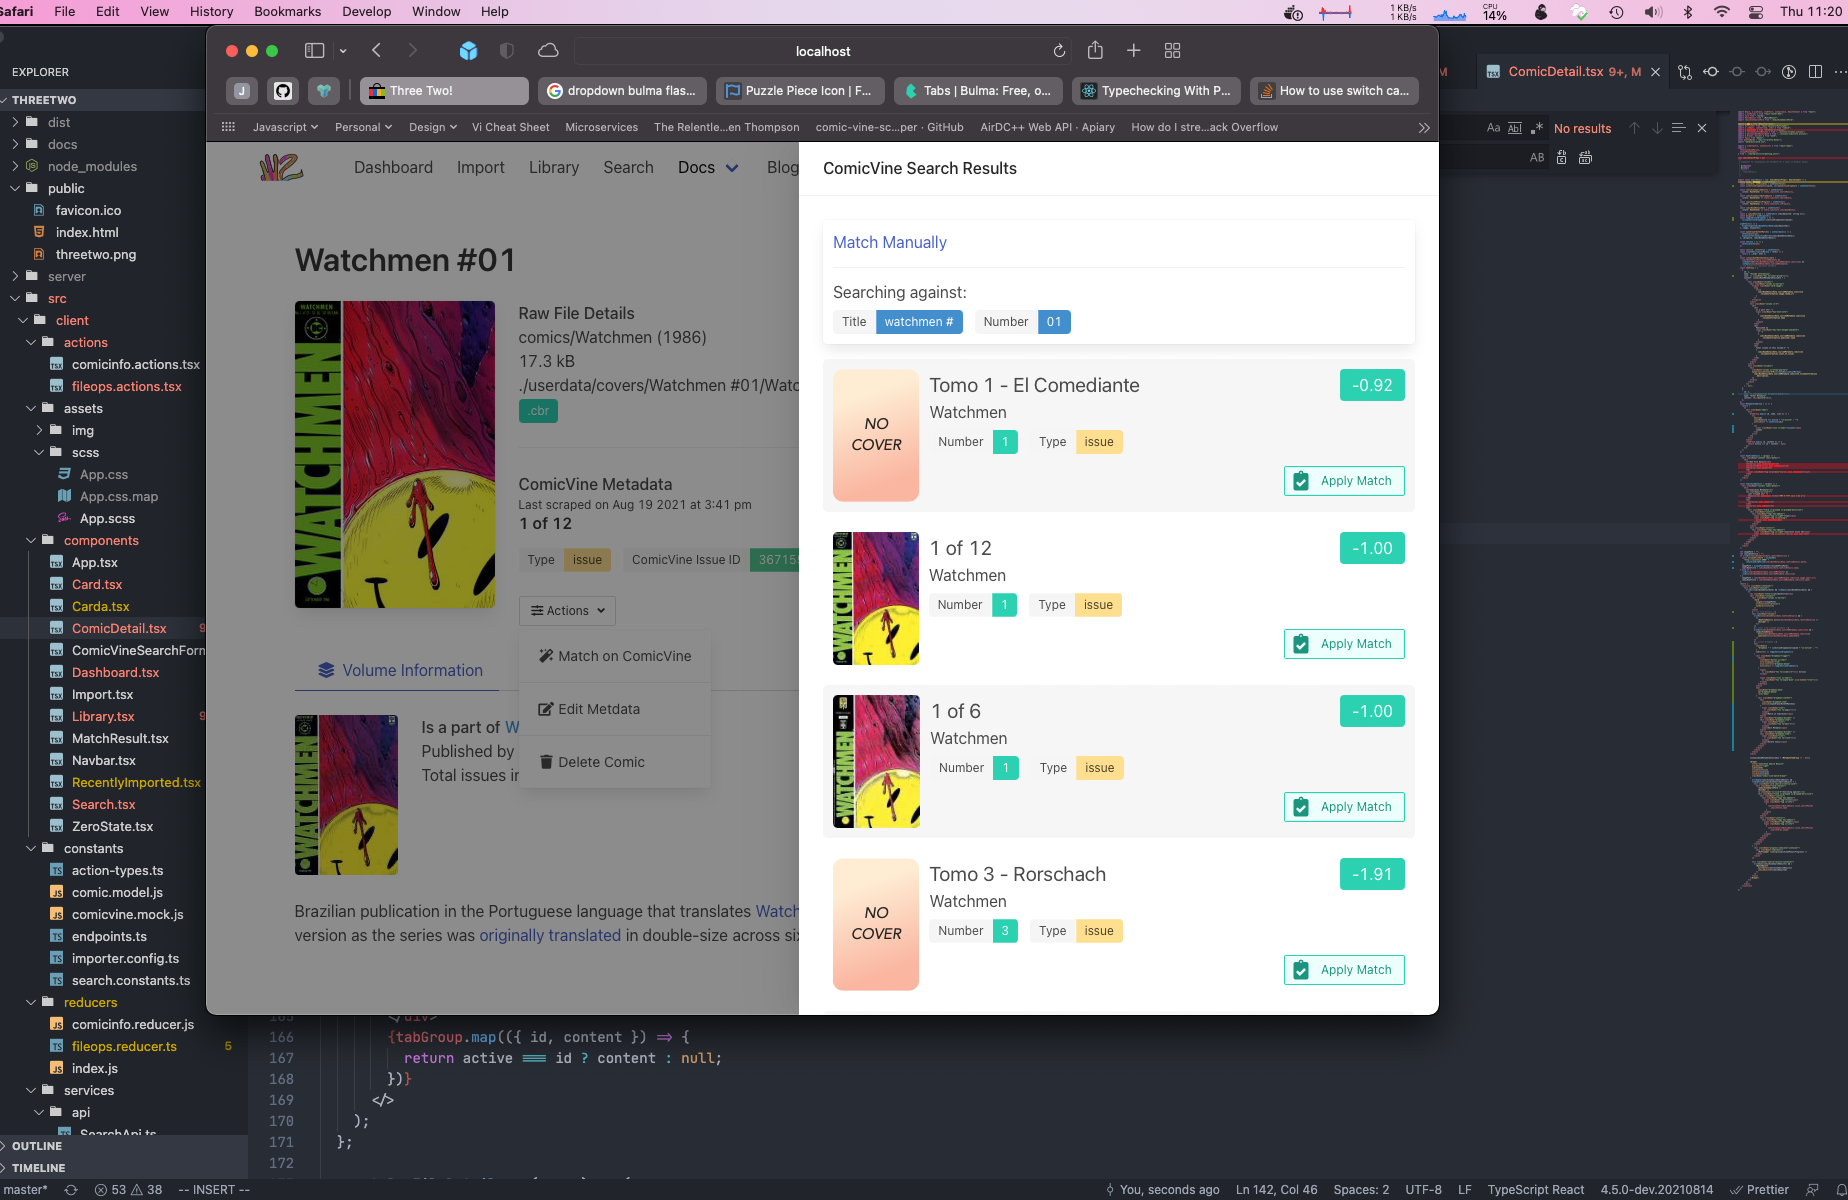 Safari File Edit View History Bookmarks Develop Window Help
1 KB/s
1 KB/s
CPU
14%
Thu 11:20
localhost
J
Three Two!
dropdown bulma flas...
Puzzle Piece Icon | F...
Tabs | Bulma: Free, o...
Typechecking With P...
How to use switch ca...
Javascript
Personal
Design
Vi Cheat Sheet
Microservices
The Relentle...en Thompson
comic-vine-sc...per · GitHub
AirDC++ Web API · Apiary
How do I stre...ack Overflow
EXPLORER
THREETWO
dist
docs
node_modules
public
favicon.ico
index.html
threetwo.png
server
src
client
actions
comicinfo.actions.tsx
fileops.actions.tsx
assets
img
scss
App.css
App.css.map
App.scss
components
App.tsx
Card.tsx
Carda.tsx
ComicDetail.tsx 9
ComicVineSearchForn
Dashboard.tsx
Import.tsx
Library.tsx 9
MatchResult.tsx
Navbar.tsx
RecentlyImported.tsx
Search.tsx
ZeroState.tsx
constants
action-types.ts
comic.model.js
comicvine.mock.js
endpoints.ts
importer.config.ts
search.constants.ts
reducers
comicinfo.reducer.js
fileops.reducer.ts 5
index.js
services
api
SearchApi.ts
OUTLINE
TIMELINE
Dashboard Import Library Search Docs Blog
Watchmen #01
WATCHMEN
Raw File Details
comics/Watchmen (1986)
17.3 kB
./userdata/covers/Watchmen #01/Watc
.cbr
ComicVine Metadata
Last scraped on Aug 19 2021 at 3:41 pm
1 of 12
Type issue ComicVine Issue ID 36715
Actions
Match on ComicVine
Edit Metdata
Delete Comic
Volume Information
WATCHMEN
Is a part of W
Published by
Total issues in
Brazilian publication in the Portuguese language that translates Watch
version as the series was originally translated in double-size across six
ComicVine Search Results
Match Manually
Searching against:
Title watchmen # Number 01
NO COVER
Tomo 1 - El Comediante
-0.92
Watchmen
Number 1 Type issue
Apply Match
WATCHMEN
1 of 12
-1.00
Watchmen
Number 1 Type issue
Apply Match
WATCHMEN
1 of 6
-1.00
Watchmen
Number 1 Type issue
Apply Match
NO COVER
Tomo 3 - Rorschach
-1.91
Watchmen
Number 3 Type issue
Apply Match
M
ComicDetail.tsx 9+, M
Aa Abl .* No results
AB
165 </div>
166 {tabGroup.map(({ id, content }) => {
167 return active === id ? content : null;
168 })}
169 </>
170 );
171 };
172
master* 53 38 -- INSERT --
You, seconds ago Ln 142, Col 46 Spaces: 2 UTF-8 LF TypeScript React 4.5.0-dev.20210814 Prettier